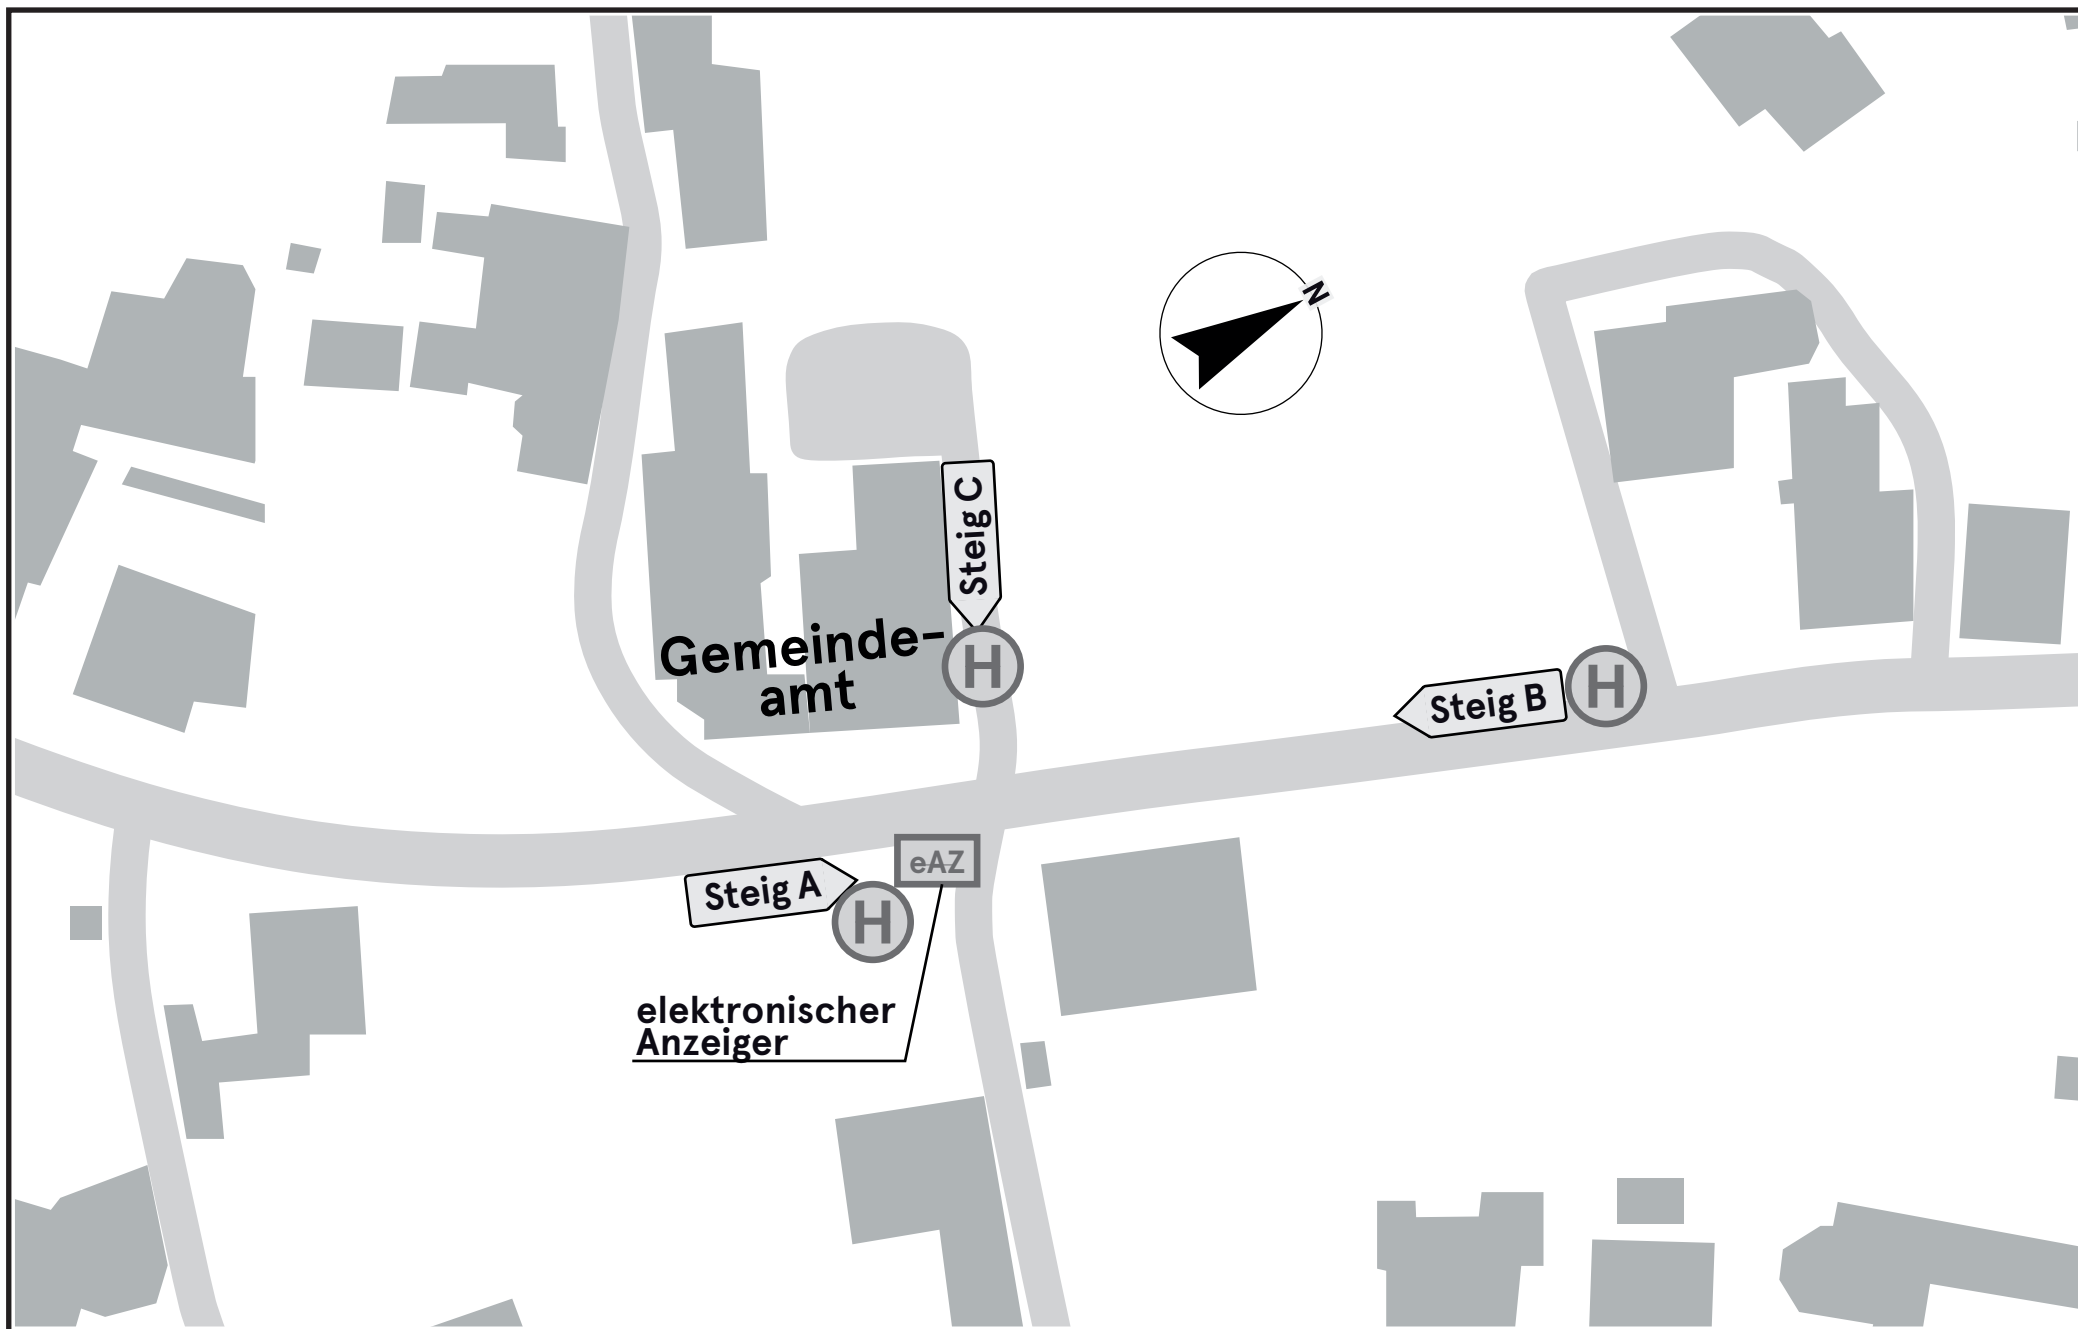 N
Steig C
Gemeinde-
amt
H
Steig B
H
eAZ
Steig A
H
elektronischer
Anzeiger